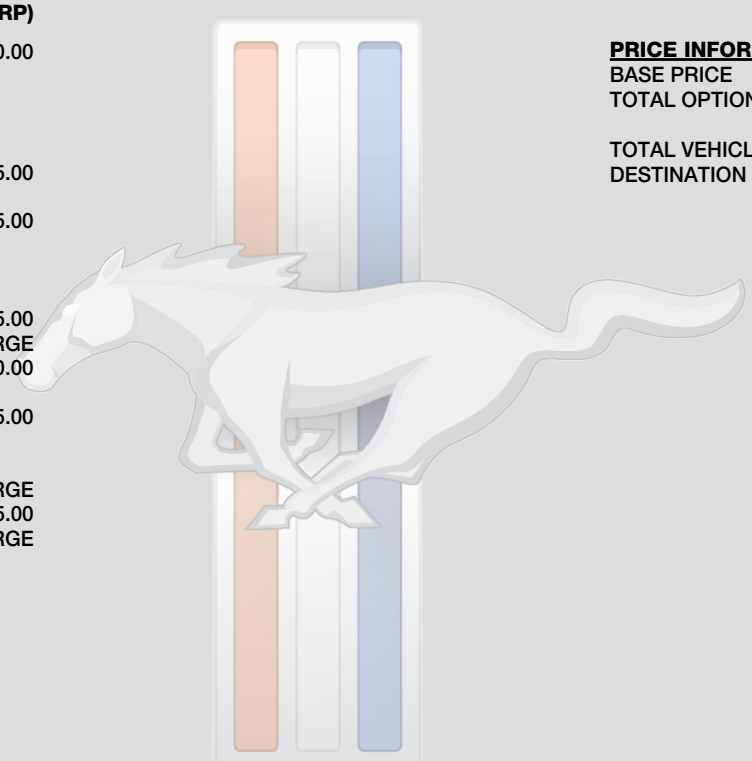 RP)
0.00
5.00
5.00
5.00
RGE
0.00
5.00
RGE
5.00
RGE
PRICE INFOR
BASE PRICE
TOTAL OPTION
TOTAL VEHICL
DESTINATION